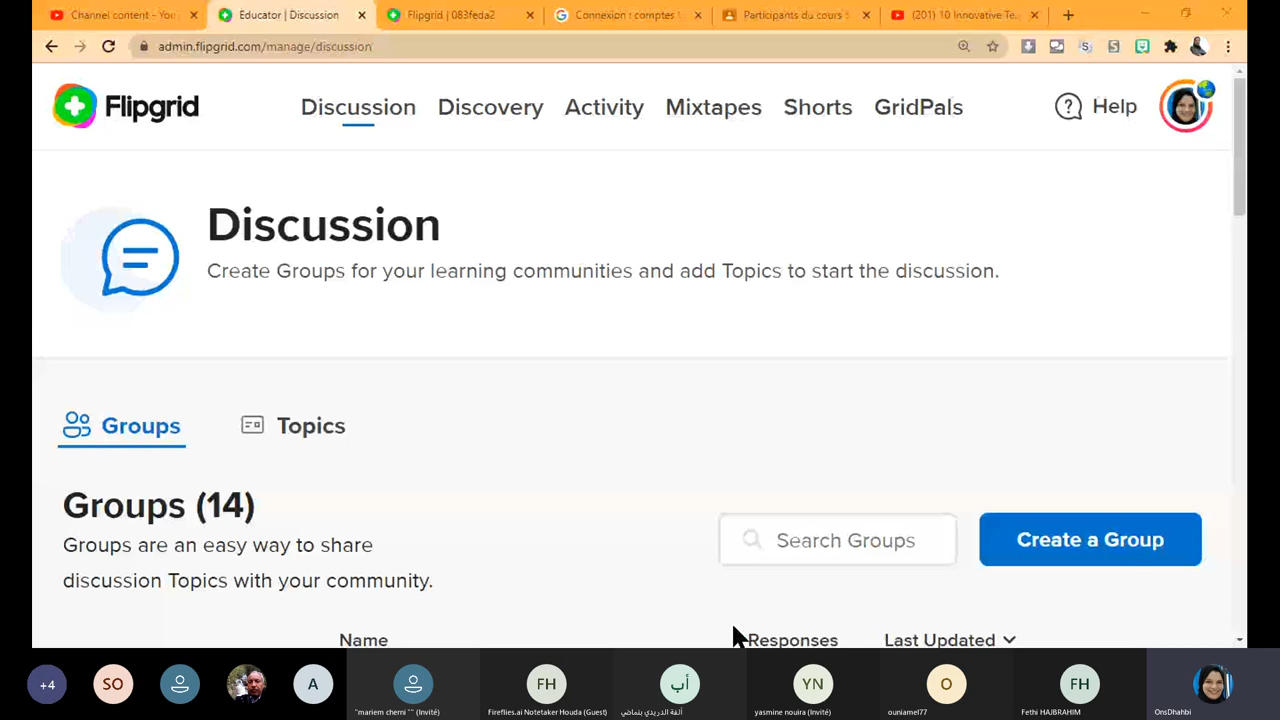 Channel content - You
Educator | Discussion
Flipgrid | 083feda2
Connexion : comptes
Participants du cours
(201) 10 Innovative Te
admin.flipgrid.com/manage/discussion
Flipgrid
Discussion
Discovery
Activity
Mixtapes
Shorts
GridPals
Help
Discussion
Create Groups for your learning communities and add Topics to start the discussion.
Groups
Topics
Groups (14)
Groups are an easy way to share
discussion Topics with your community.
Search Groups
Create a Group
Name
Responses
Last Updated
+4
SO
A
FH
أب
YN
O
FH
"mariem cherni "" (Invité)
Fireflies.ai Notetaker Houda (Guest)
ألفة الدريدي بنماضي
yasmine nouira (Invité)
ouniamel77
Fethi HAJBRAHIM
OnsDhahbi